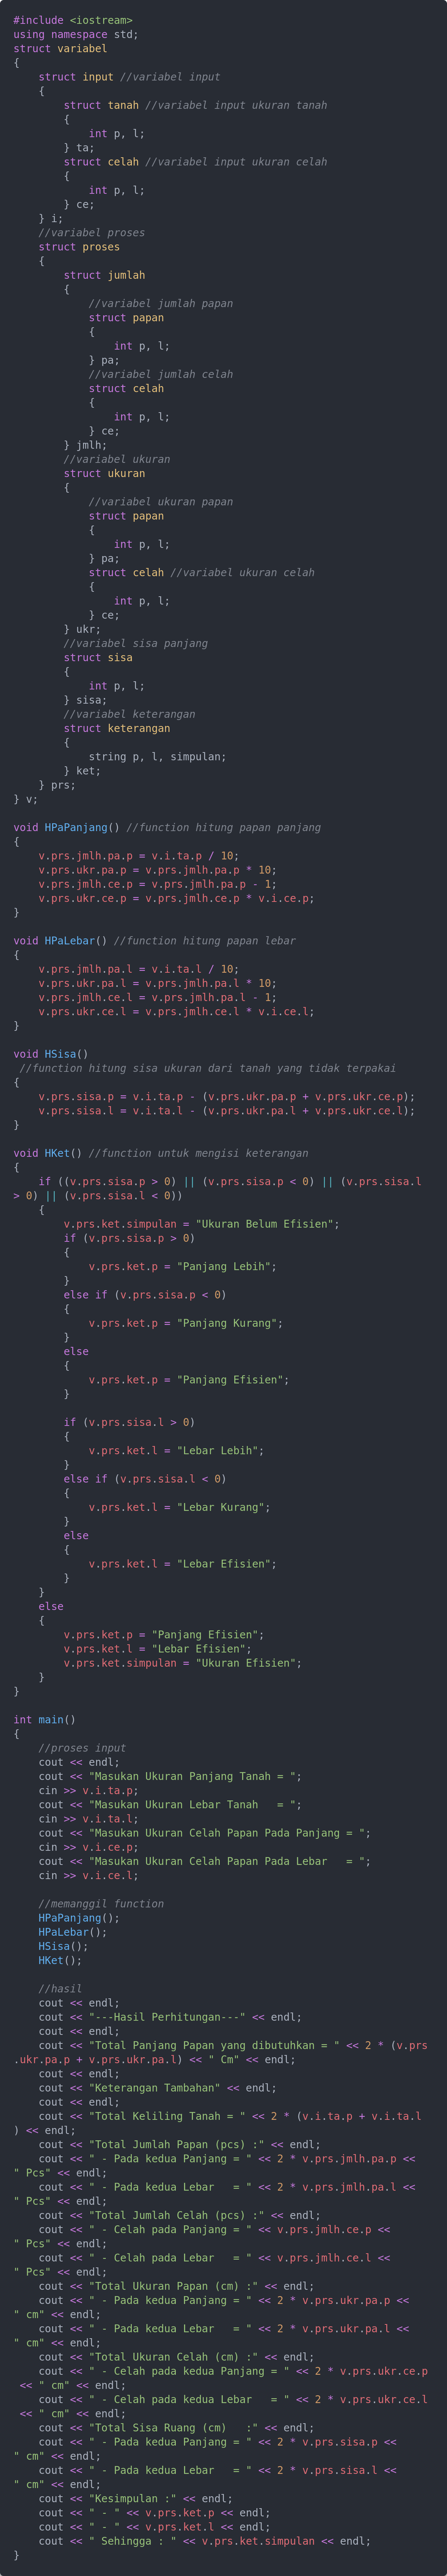 #include <iostream>
using namespace std;
struct variabel
{
    struct input //variabel input
    {
        struct tanah //variabel input ukuran tanah
        {
            int p, l;
        } ta;
        struct celah //variabel input ukuran celah
        {
            int p, l;
        } ce;
    } i;
    //variabel proses
    struct proses
    {
        struct jumlah
        {
            //variabel jumlah papan
            struct papan
            {
                int p, l;
            } pa;
            //variabel jumlah celah
            struct celah
            {
                int p, l;
            } ce;
        } jmlh;
        //variabel ukuran
        struct ukuran
        {
            //variabel ukuran papan
            struct papan
            {
                int p, l;
            } pa;
            struct celah //variabel ukuran celah
            {
                int p, l;
            } ce;
        } ukr;
        //variabel sisa panjang
        struct sisa
        {
            int p, l;
        } sisa;
        //variabel keterangan
        struct keterangan
        {
            string p, l, simpulan;
        } ket;
    } prs;
} v;

void HPaPanjang() //function hitung papan panjang
{
    v.prs.jmlh.pa.p = v.i.ta.p / 10;
    v.prs.ukr.pa.p = v.prs.jmlh.pa.p * 10;
    v.prs.jmlh.ce.p = v.prs.jmlh.pa.p - 1;
    v.prs.ukr.ce.p = v.prs.jmlh.ce.p * v.i.ce.p;
}

void HPaLebar() //function hitung papan lebar
{
    v.prs.jmlh.pa.l = v.i.ta.l / 10;
    v.prs.ukr.pa.l = v.prs.jmlh.pa.l * 10;
    v.prs.jmlh.ce.l = v.prs.jmlh.pa.l - 1;
    v.prs.ukr.ce.l = v.prs.jmlh.ce.l * v.i.ce.l;
}

void HSisa()
 //function hitung sisa ukuran dari tanah yang tidak terpakai
{
    v.prs.sisa.p = v.i.ta.p - (v.prs.ukr.pa.p + v.prs.ukr.ce.p);
    v.prs.sisa.l = v.i.ta.l - (v.prs.ukr.pa.l + v.prs.ukr.ce.l);
}

void HKet() //function untuk mengisi keterangan
{
    if ((v.prs.sisa.p > 0) || (v.prs.sisa.p < 0) || (v.prs.sisa.l
> 0) || (v.prs.sisa.l < 0))
    {
        v.prs.ket.simpulan = "Ukuran Belum Efisien";
        if (v.prs.sisa.p > 0)
        {
            v.prs.ket.p = "Panjang Lebih";
        }
        else if (v.prs.sisa.p < 0)
        {
            v.prs.ket.p = "Panjang Kurang";
        }
        else
        {
            v.prs.ket.p = "Panjang Efisien";
        }

        if (v.prs.sisa.l > 0)
        {
            v.prs.ket.l = "Lebar Lebih";
        }
        else if (v.prs.sisa.l < 0)
        {
            v.prs.ket.l = "Lebar Kurang";
        }
        else
        {
            v.prs.ket.l = "Lebar Efisien";
        }
    }
    else
    {
        v.prs.ket.p = "Panjang Efisien";
        v.prs.ket.l = "Lebar Efisien";
        v.prs.ket.simpulan = "Ukuran Efisien";
    }
}

int main()
{
    //proses input
    cout << endl;
    cout << "Masukan Ukuran Panjang Tanah = ";
    cin >> v.i.ta.p;
    cout << "Masukan Ukuran Lebar Tanah   = ";
    cin >> v.i.ta.l;
    cout << "Masukan Ukuran Celah Papan Pada Panjang = ";
    cin >> v.i.ce.p;
    cout << "Masukan Ukuran Celah Papan Pada Lebar   = ";
    cin >> v.i.ce.l;

    //memanggil function
    HPaPanjang();
    HPaLebar();
    HSisa();
    HKet();

    //hasil
    cout << endl;
    cout << "---Hasil Perhitungan---" << endl;
    cout << endl;
    cout << "Total Panjang Papan yang dibutuhkan = " << 2 * (v.prs
.ukr.pa.p + v.prs.ukr.pa.l) << " Cm" << endl;
    cout << endl;
    cout << "Keterangan Tambahan" << endl;
    cout << endl;
    cout << "Total Keliling Tanah = " << 2 * (v.i.ta.p + v.i.ta.l
) << endl;
    cout << "Total Jumlah Papan (pcs) :" << endl;
    cout << " - Pada kedua Panjang = " << 2 * v.prs.jmlh.pa.p <<
" Pcs" << endl;
    cout << " - Pada kedua Lebar   = " << 2 * v.prs.jmlh.pa.l <<
" Pcs" << endl;
    cout << "Total Jumlah Celah (pcs) :" << endl;
    cout << " - Celah pada Panjang = " << v.prs.jmlh.ce.p <<
" Pcs" << endl;
    cout << " - Celah pada Lebar   = " << v.prs.jmlh.ce.l <<
" Pcs" << endl;
    cout << "Total Ukuran Papan (cm) :" << endl;
    cout << " - Pada kedua Panjang = " << 2 * v.prs.ukr.pa.p <<
" cm" << endl;
    cout << " - Pada kedua Lebar   = " << 2 * v.prs.ukr.pa.l <<
" cm" << endl;
    cout << "Total Ukuran Celah (cm) :" << endl;
    cout << " - Celah pada kedua Panjang = " << 2 * v.prs.ukr.ce.p
 << " cm" << endl;
    cout << " - Celah pada kedua Lebar   = " << 2 * v.prs.ukr.ce.l
 << " cm" << endl;
    cout << "Total Sisa Ruang (cm)   :" << endl;
    cout << " - Pada kedua Panjang = " << 2 * v.prs.sisa.p <<
" cm" << endl;
    cout << " - Pada kedua Lebar   = " << 2 * v.prs.sisa.l <<
" cm" << endl;
    cout << "Kesimpulan :" << endl;
    cout << " - " << v.prs.ket.p << endl;
    cout << " - " << v.prs.ket.l << endl;
    cout << " Sehingga : " << v.prs.ket.simpulan << endl;
}